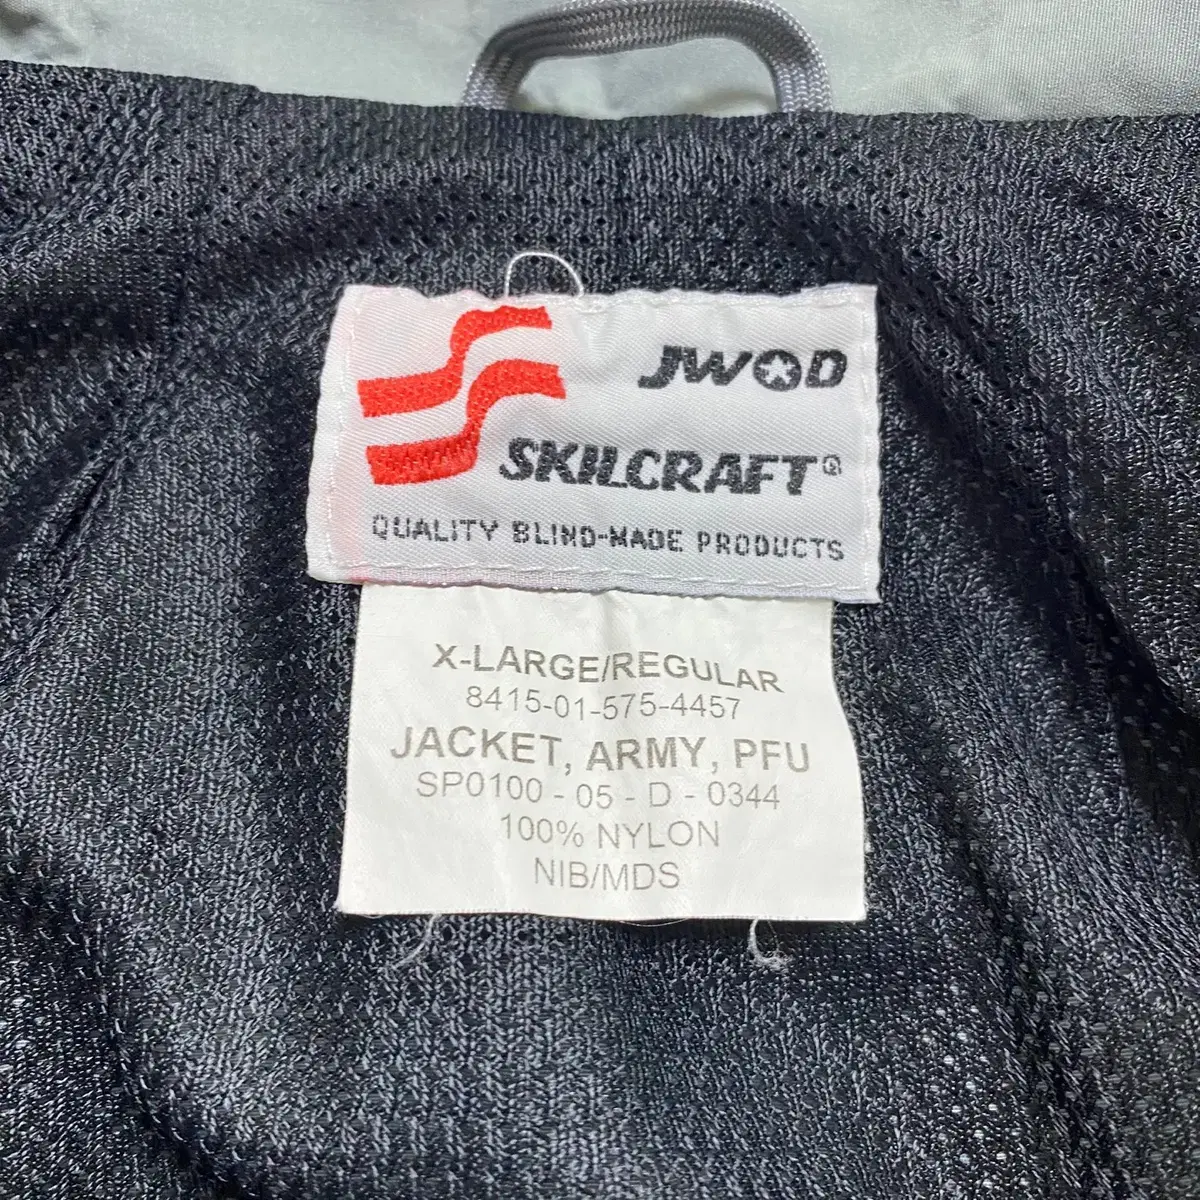 JWOD
SKILCRAFT®
QUALITY BLIND-MADE PRODUCTS
X-LARGE/REGULAR
8415-01-575-4457
JACKET, ARMY, PFU
SP0100 - 05 - D - 0344
100% NYLON
NIB/MDS